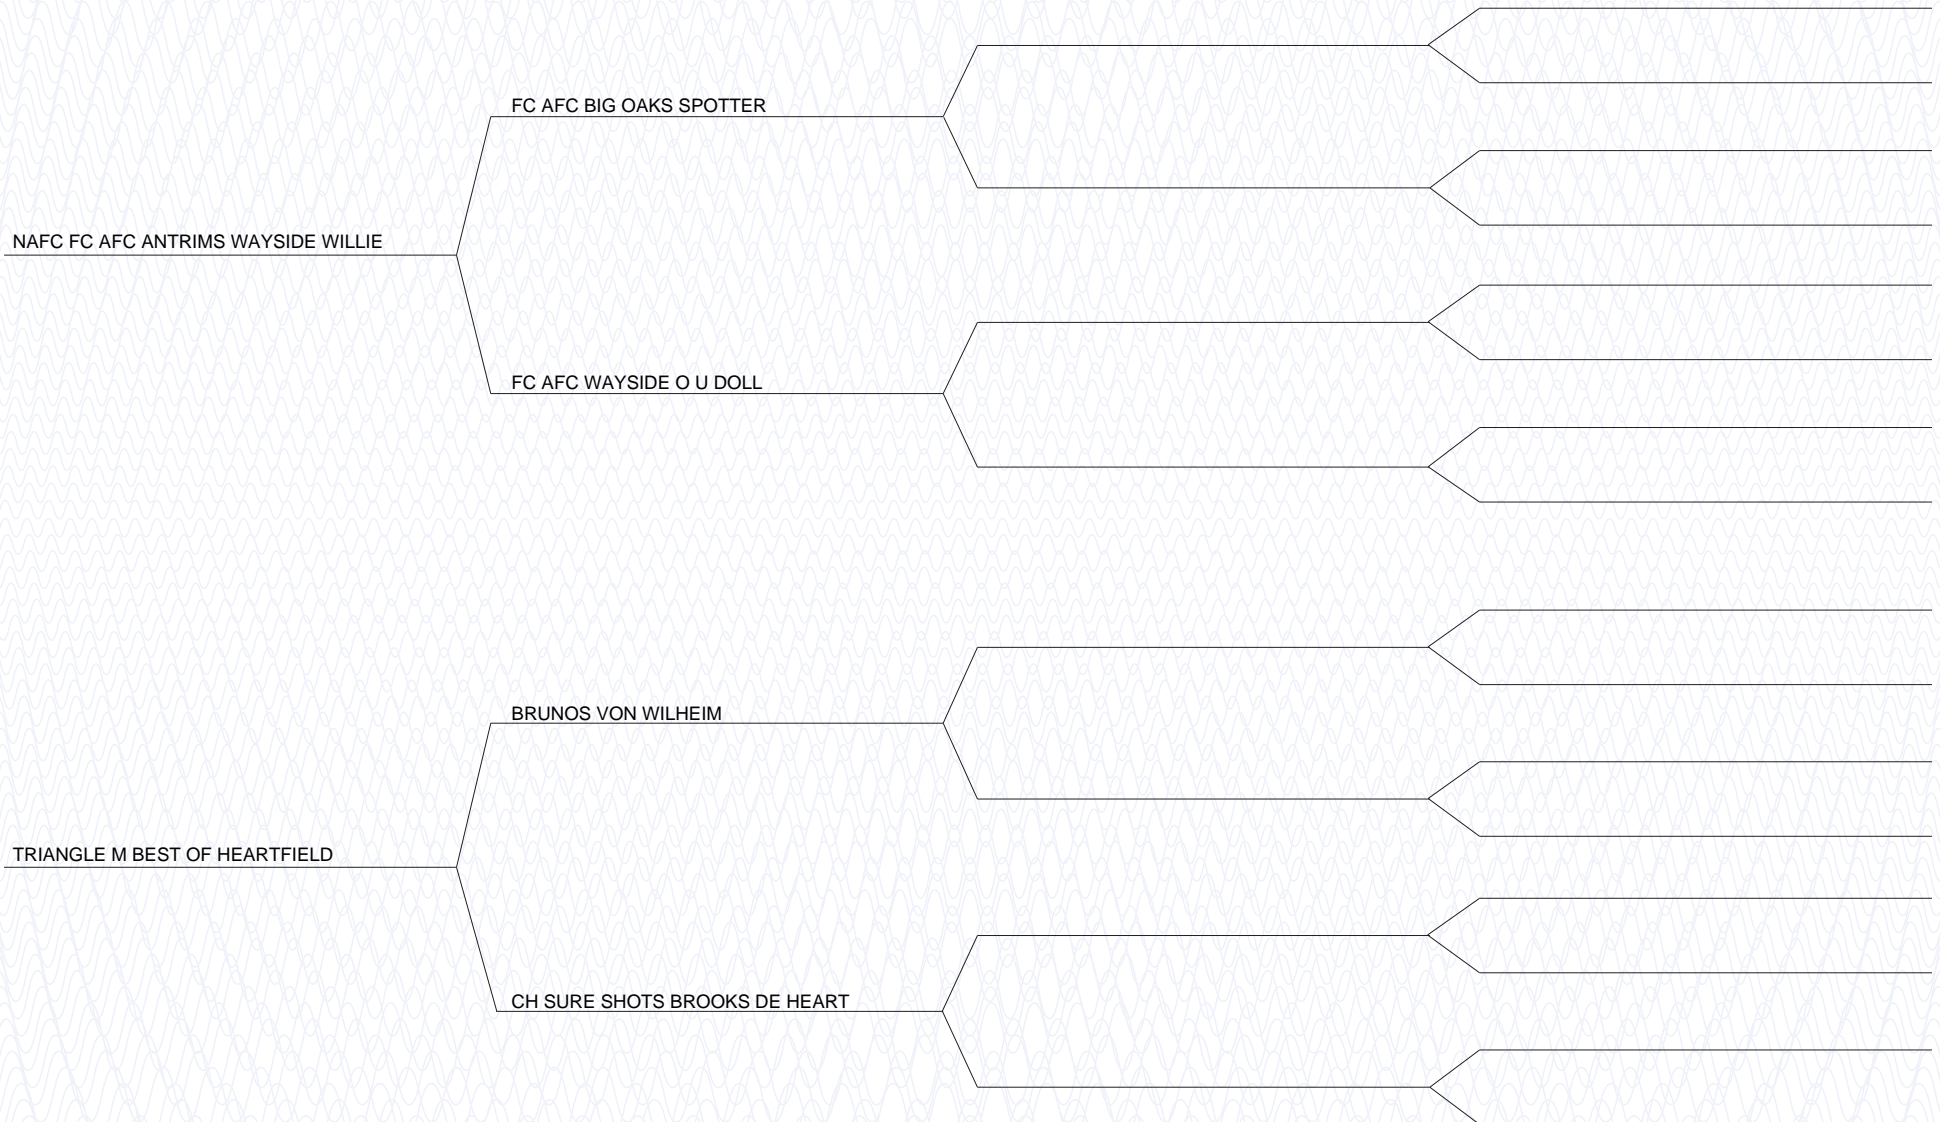 FC AFC BIG OAKS SPOTTER
NAFC FC AFC ANTRIMS WAYSIDE WILLIE
FC AFC WAYSIDE O U DOLL
BRUNOS VON WILHEIM
TRIANGLE M BEST OF HEARTFIELD
CH SURE SHOTS BROOKS DE HEART